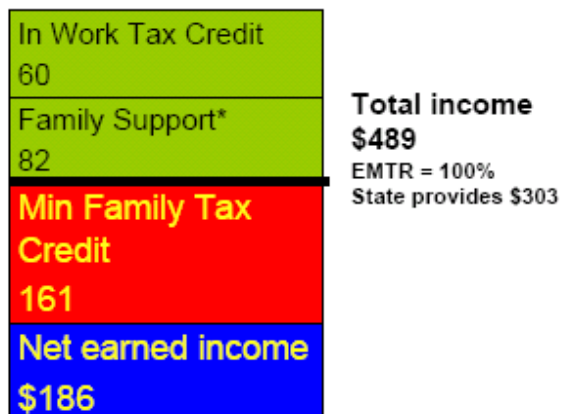 In Work Tax Credit
60
Family Support*
82
Min Family Tax
Credit
161
Net earned income
$186
Total income
$489
EMTR = 100%
State provides $303